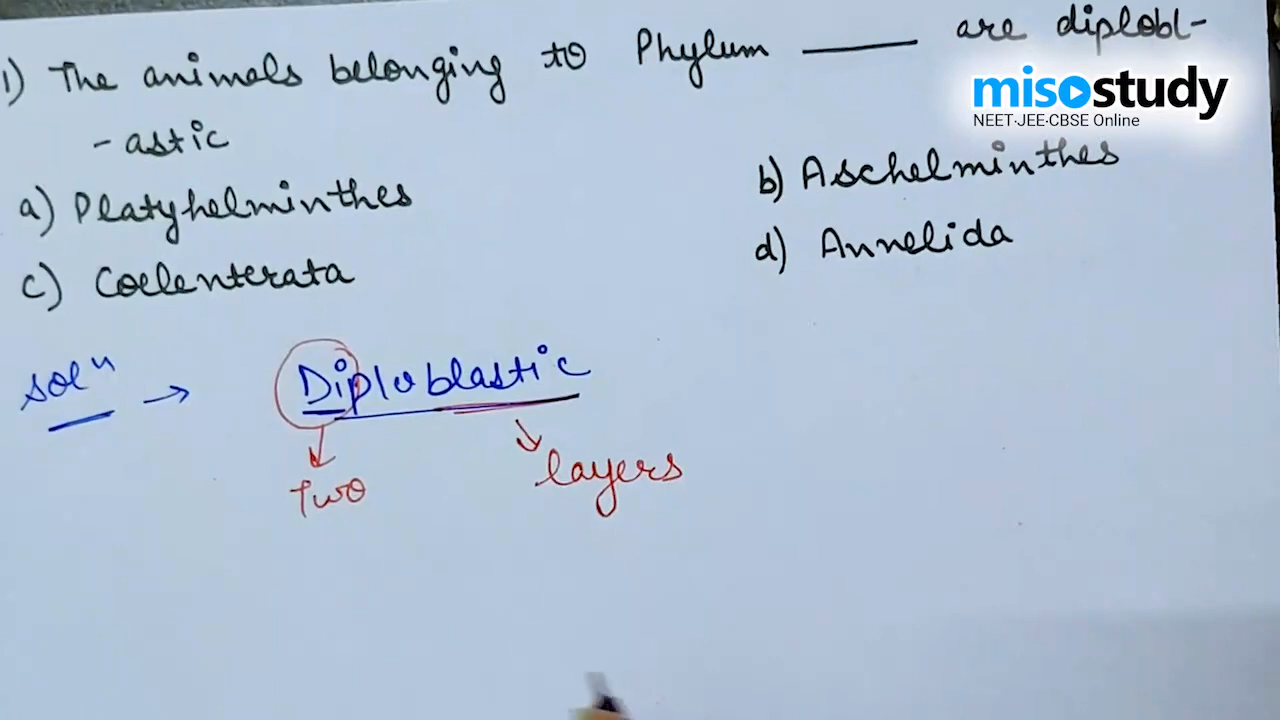 1) The animals belonging to Phylum ——— are diplobl-
-astic
misostudy
NEET·JEE·CBSE Online
a) Platyhelminthes
b) Aschelminthes
c) Coelenterata
d) Annelida
Solⁿ → Diploblastic
Two
layers